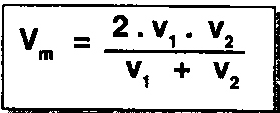 Vₘ = 2 . v₁ . v₂ / v₁ + v₂